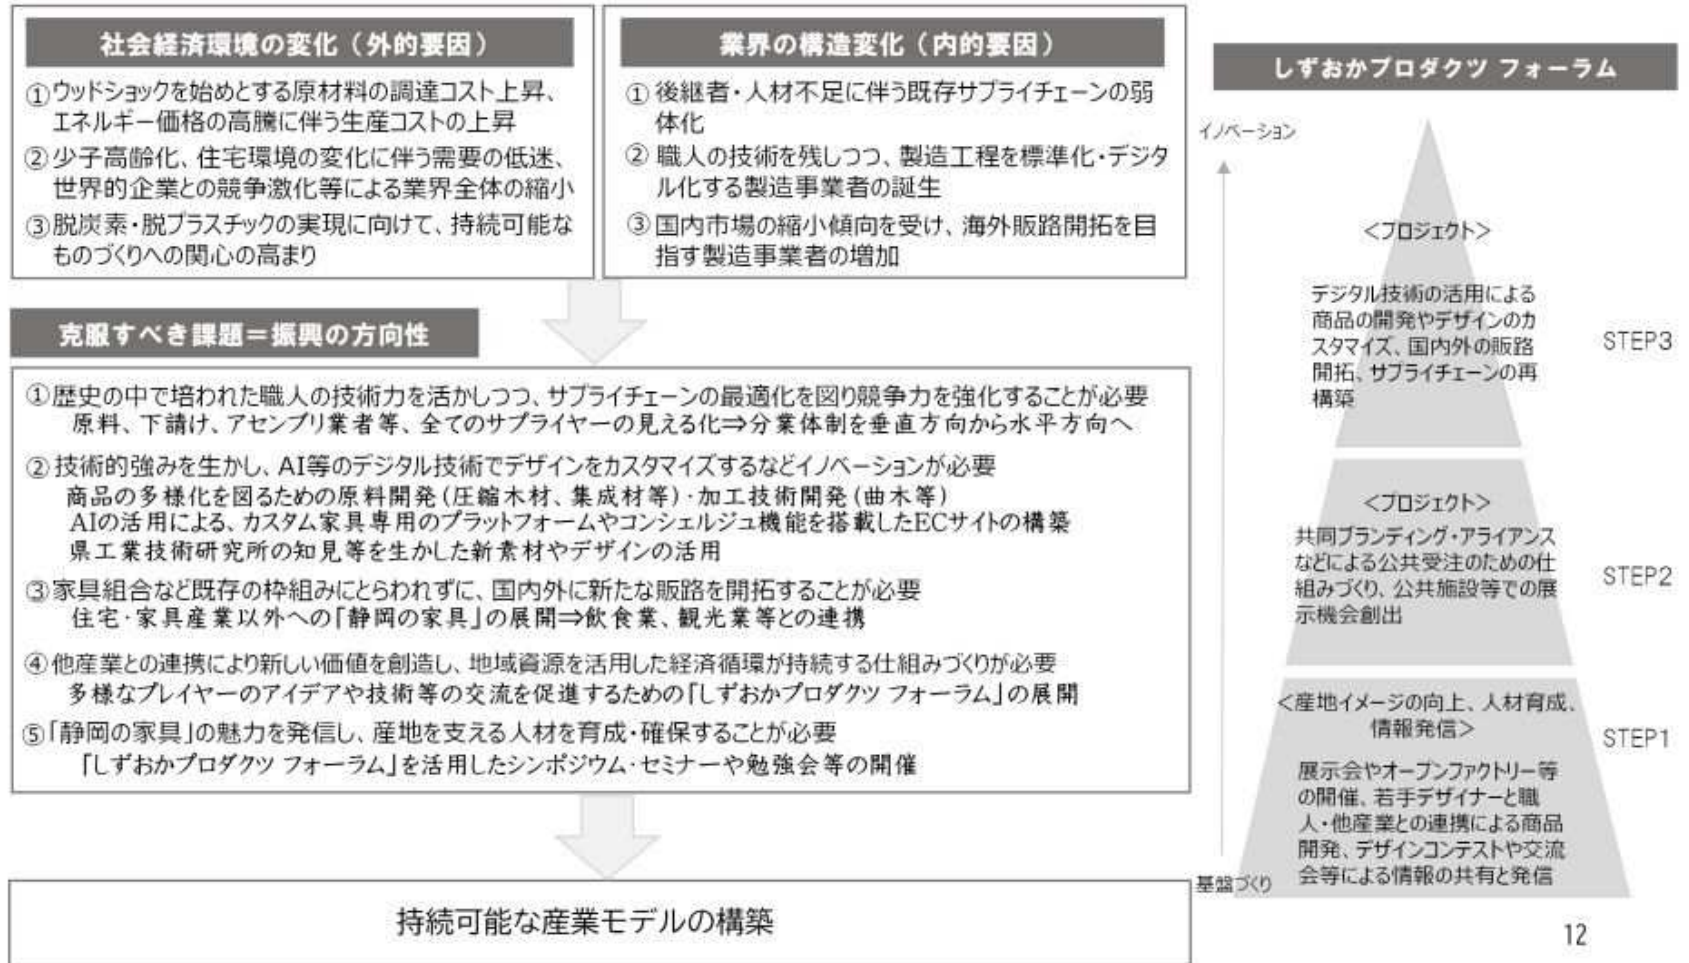 社会経済環境の変化（外的要因）
①ウッドショックを始めとする原材料の調達コスト上昇、
エネルギー価格の高騰に伴う生産コストの上昇
②少子高齢化、住宅環境の変化に伴う需要の低迷、
世界的企業との競争激化等による業界全体の縮小
③脱炭素・脱プラスチックの実現に向けて、持続可能な
ものづくりへの関心の高まり
業界の構造変化（内的要因）
①後継者・人材不足に伴う既存サプライチェーンの弱
体化
②職人の技術を残しつつ、製造工程を標準化・デジタ
ル化する製造事業者の誕生
③国内市場の縮小傾向を受け、海外販路開拓を目
指す製造事業者の増加
克服すべき課題＝振興の方向性
①歴史の中で培われた職人の技術力を活かしつつ、サプライチェーンの最適化を図り競争力を強化することが必要
原料、下請け、アセンブリ業者等、全てのサプライヤーの見える化⇒分業体制を垂直方向から水平方向へ
②技術的強みを生かし、AI等のデジタル技術でデザインをカスタマイズするなどイノベーションが必要
商品の多様化を図るための原料開発（圧縮木材、集成材等）・加工技術開発（曲木等）
AIの活用による、カスタム家具専用のプラットフォームやコンシェルジュ機能を搭載したECサイトの構築
県工業技術研究所の知見等を生かした新素材やデザインの活用
③家具組合など既存の枠組みにとらわれずに、国内外に新たな販路を開拓することが必要
住宅・家具産業以外への「静岡の家具」の展開⇒飲食業、観光業等との連携
④他産業との連携により新しい価値を創造し、地域資源を活用した経済循環が持続する仕組みづくりが必要
多様なプレイヤーのアイデアや技術等の交流を促進するための「しずおかプロダクツ フォーラム」の展開
⑤「静岡の家具」の魅力を発信し、産地を支える人材を育成・確保することが必要
「しずおかプロダクツ フォーラム」を活用したシンポジウム・セミナーや勉強会等の開催
持続可能な産業モデルの構築
しずおかプロダクツ フォーラム
イノベーション
＜プロジェクト＞
デジタル技術の活用による
商品の開発やデザインのカ
スタマイズ、国内外の販路
開拓、サプライチェーンの再
構築
STEP3
＜プロジェクト＞
共同ブランディング・アライアンス
などによる公共受注のための仕
組みづくり、公共施設等での展
示機会創出
STEP2
＜産地イメージの向上、人材育成、
情報発信＞
STEP1
展示会やオープンファクトリー等
の開催、若手デザイナーと職
人・他産業との連携による商品
開発、デザインコンテストや交流
会等による情報の共有と発信
基盤づくり
12